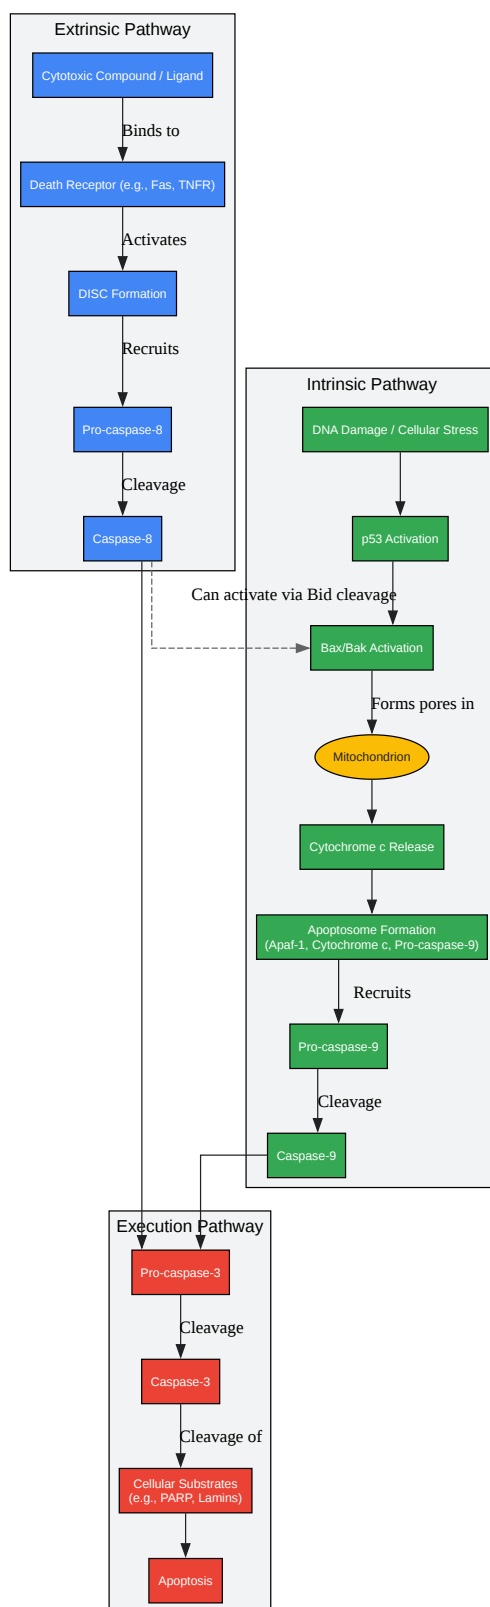 Extrinsic Pathway
Cytotoxic Compound / Ligand
Binds to
Death Receptor (e.g., Fas, TNFR)
Activates
DISC Formation
Recruits
Pro-caspase-8
Cleavage
Caspase-8
Intrinsic Pathway
DNA Damage / Cellular Stress
p53 Activation
Can activate via Bid cleavage
Bax/Bak Activation
Forms pores in
Mitochondrion
Cytochrome c Release
Apoptosome Formation
(Apaf-1, Cytochrome c, Pro-caspase-9)
Recruits
Pro-caspase-9
Cleavage
Caspase-9
Execution Pathway
Pro-caspase-3
Cleavage
Caspase-3
Cleavage of
Cellular Substrates
(e.g., PARP, Lamins)
Apoptosis